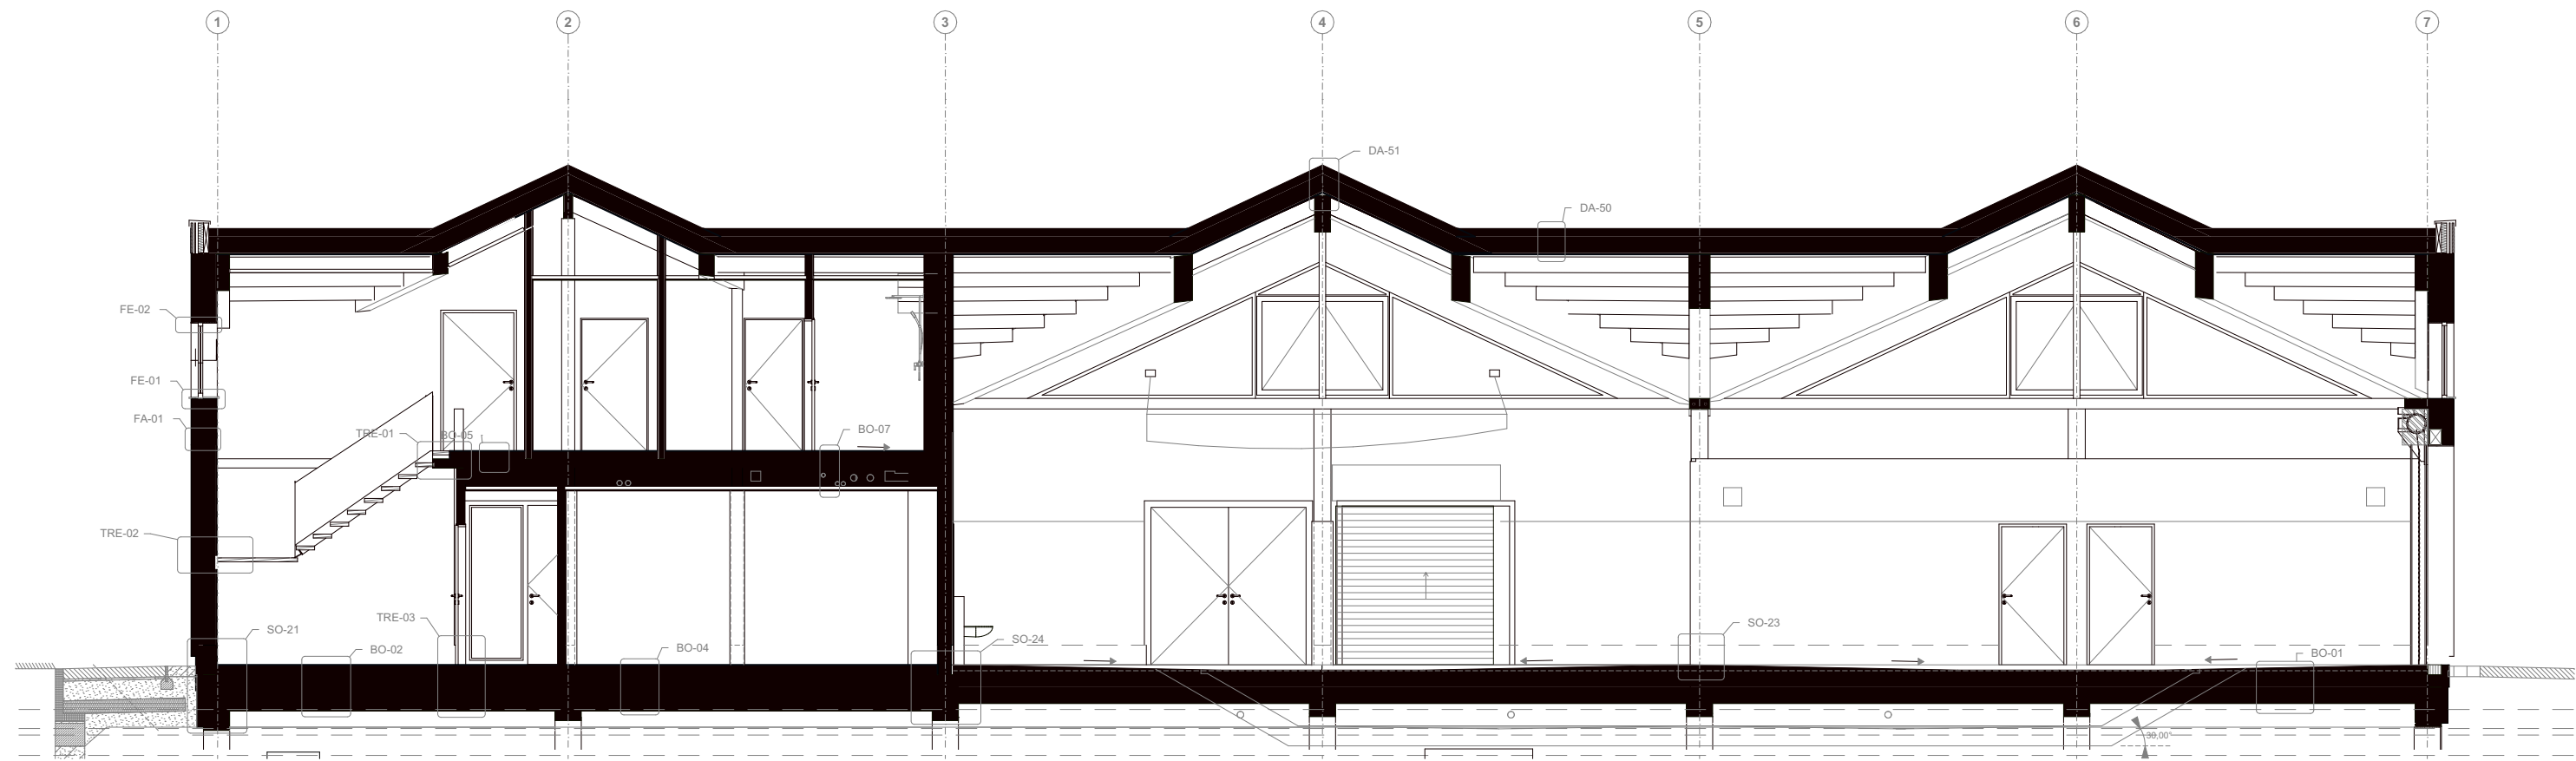 1 2 3 4 5 6 7
DA-51
DA-50
FE-02
FE-01
FA-01
TRE-01
BO-05
BO-07
TRE-02
TRE-03
SO-21
BO-02
BO-04
SO-24
SO-23
BO-01
30,00°